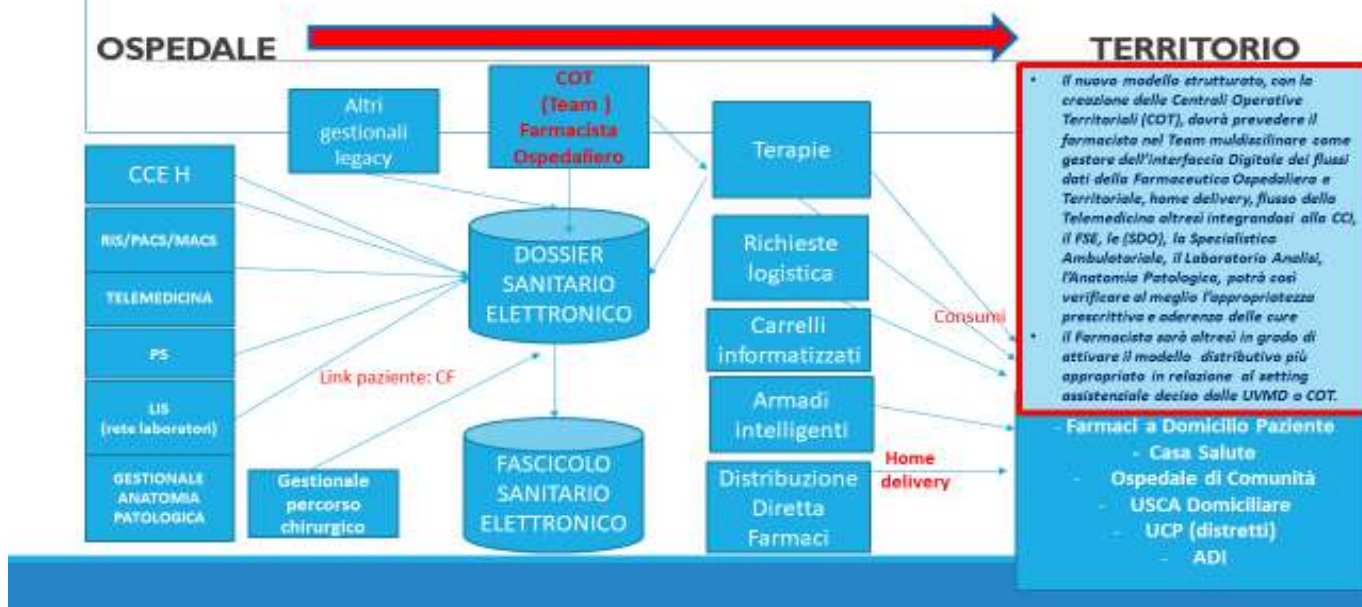 OSPEDALE
TERRITORIO
Altri
gestionali
legacy
COT
(Team )
Farmacista
Ospedaliero
CCE H
RIS/PACS/MACS
TELEMEDICINA
PS
LIS
(rete laboratori)
GESTIONALE
ANATOMIA
PATOLOGICA
Gestionale
percorso
chirurgico
Link paziente: CF
DOSSIER
SANITARIO
ELETTRONICO
FASCICOLO
SANITARIO
ELETTRONICO
Terapie
Richieste
logistica
Carrelli
informatizzati
Armadi
intelligenti
Distribuzione
Diretta
Farmaci
Consumi
Home
delivery
• Il nuovo modello strutturato, con la
creazione delle Centrali Operative
Territoriali (COT), dovrà prevedere il
farmacista nel Team muldiscilinare come
gestore dell'interfaccia Digitale dei flussi
dati della Farmaceutica Ospedaliera e
Territoriale, home delivery, flusso della
Telemedicina altresì integrandosi alla CCI,
il FSE, le (SDO), la Specialistica
Ambulatoriale, il Laboratorio Analisi,
l'Anatomia Patologica, potrà così
verificare al meglio l'appropriatezza
prescrittiva e aderenza delle cure
• il Farmacista sarà altresì in grado di
attivare il modello distributivo più
appropriato in relazione al setting
assistenziale deciso dalle UVMD o COT.
- Farmaci a Domicilio Paziente
- Casa Salute
- Ospedale di Comunità
- USCA Domiciliare
- UCP (distretti)
- ADI